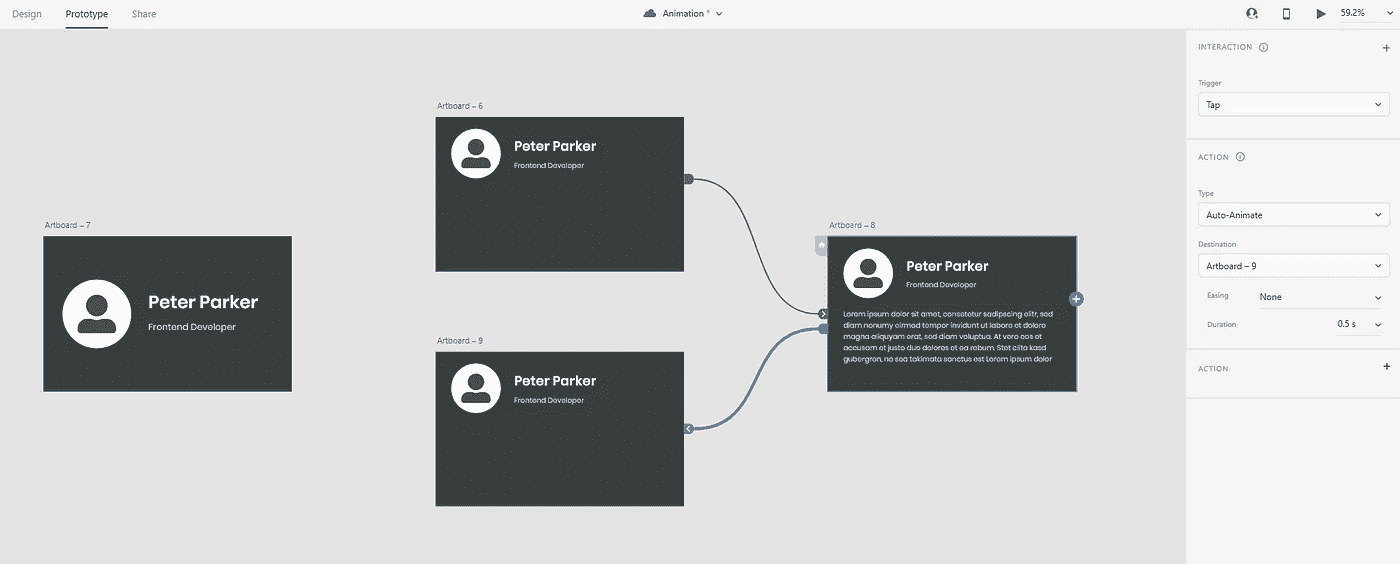 Design
Prototype
Share
Animation *
59.2%
INTERACTION
Trigger
Tap
ACTION
Type
Auto-Animate
Destination
Artboard – 9
Easing
None
Duration
0.5 s
ACTION
Artboard – 6
Peter Parker
Frontend Developer
Artboard – 7
Peter Parker
Frontend Developer
Artboard – 8
Peter Parker
Frontend Developer
Lorem ipsum dolor sit amet, consetetur sadipscing elitr, sed
diam nonumy eirmod tempor invidunt ut labore et dolore
magna aliquyam erat, sed diam voluptua. At vero eos et
accusam et justo duo dolores et ea rebum. Stet clita kasd
gubergren, no sea takimata sanctus est Lorem ipsum dolor
Artboard – 9
Peter Parker
Frontend Developer